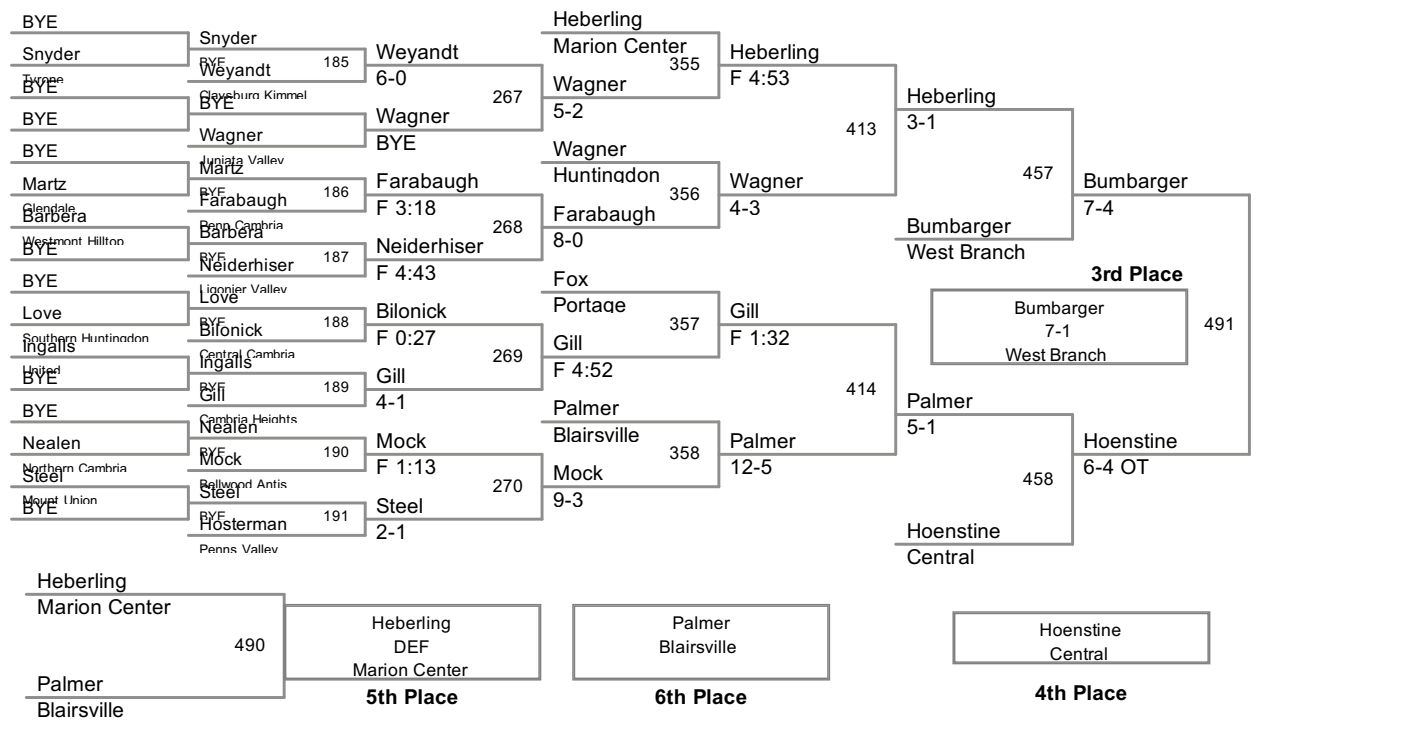 BYE
Snyder
Tyrone
BYE
BYE
BYE
Martz
Glendale
Barbera
Westmont Hilltop
BYE
BYE
Love
Southern Huntingdon
Ingalls
United
BYE
BYE
Nealen
Northern Cambria
Steel
Mount Union
BYE
Snyder
BYE
185
Weyandt
Claysburg Kimmel
BYE
Wagner
Juniata Valley
Martz
BYE
186
Farabaugh
Penn Cambria
Barbera
BYE
187
Neiderhiser
Ligonier Valley
Love
BYE
188
Bilonick
Central Cambria
Ingalls
BYE
189
Gill
Cambria Heights
Nealen
BYE
190
Mock
Bellwood Antis
Steel
BYE
191
Hosterman
Penns Valley
Weyandt
6-0
267
Wagner
BYE
Farabaugh
F 3:18
268
Neiderhiser
F 4:43
Bilonick
F 0:27
269
Gill
4-1
Mock
F 1:13
270
Steel
2-1
Heberling
Marion Center
355
Wagner
5-2
Wagner
Huntingdon
356
Farabaugh
8-0
Fox
Portage
357
Gill
F 4:52
Palmer
Blairsville
358
Mock
9-3
Heberling
F 4:53
413
Wagner
4-3
Gill
F 1:32
414
Palmer
12-5
Heberling
3-1
457
Bumbarger
West Branch
Palmer
5-1
458
Hoenstine
Central
Bumbarger
7-4
491
Hoenstine
6-4 OT
3rd Place
Bumbarger
7-1
West Branch
Heberling
Marion Center
490
Palmer
Blairsville
Heberling
DEF
Marion Center
5th Place
Palmer
Blairsville
6th Place
Hoenstine
Central
4th Place